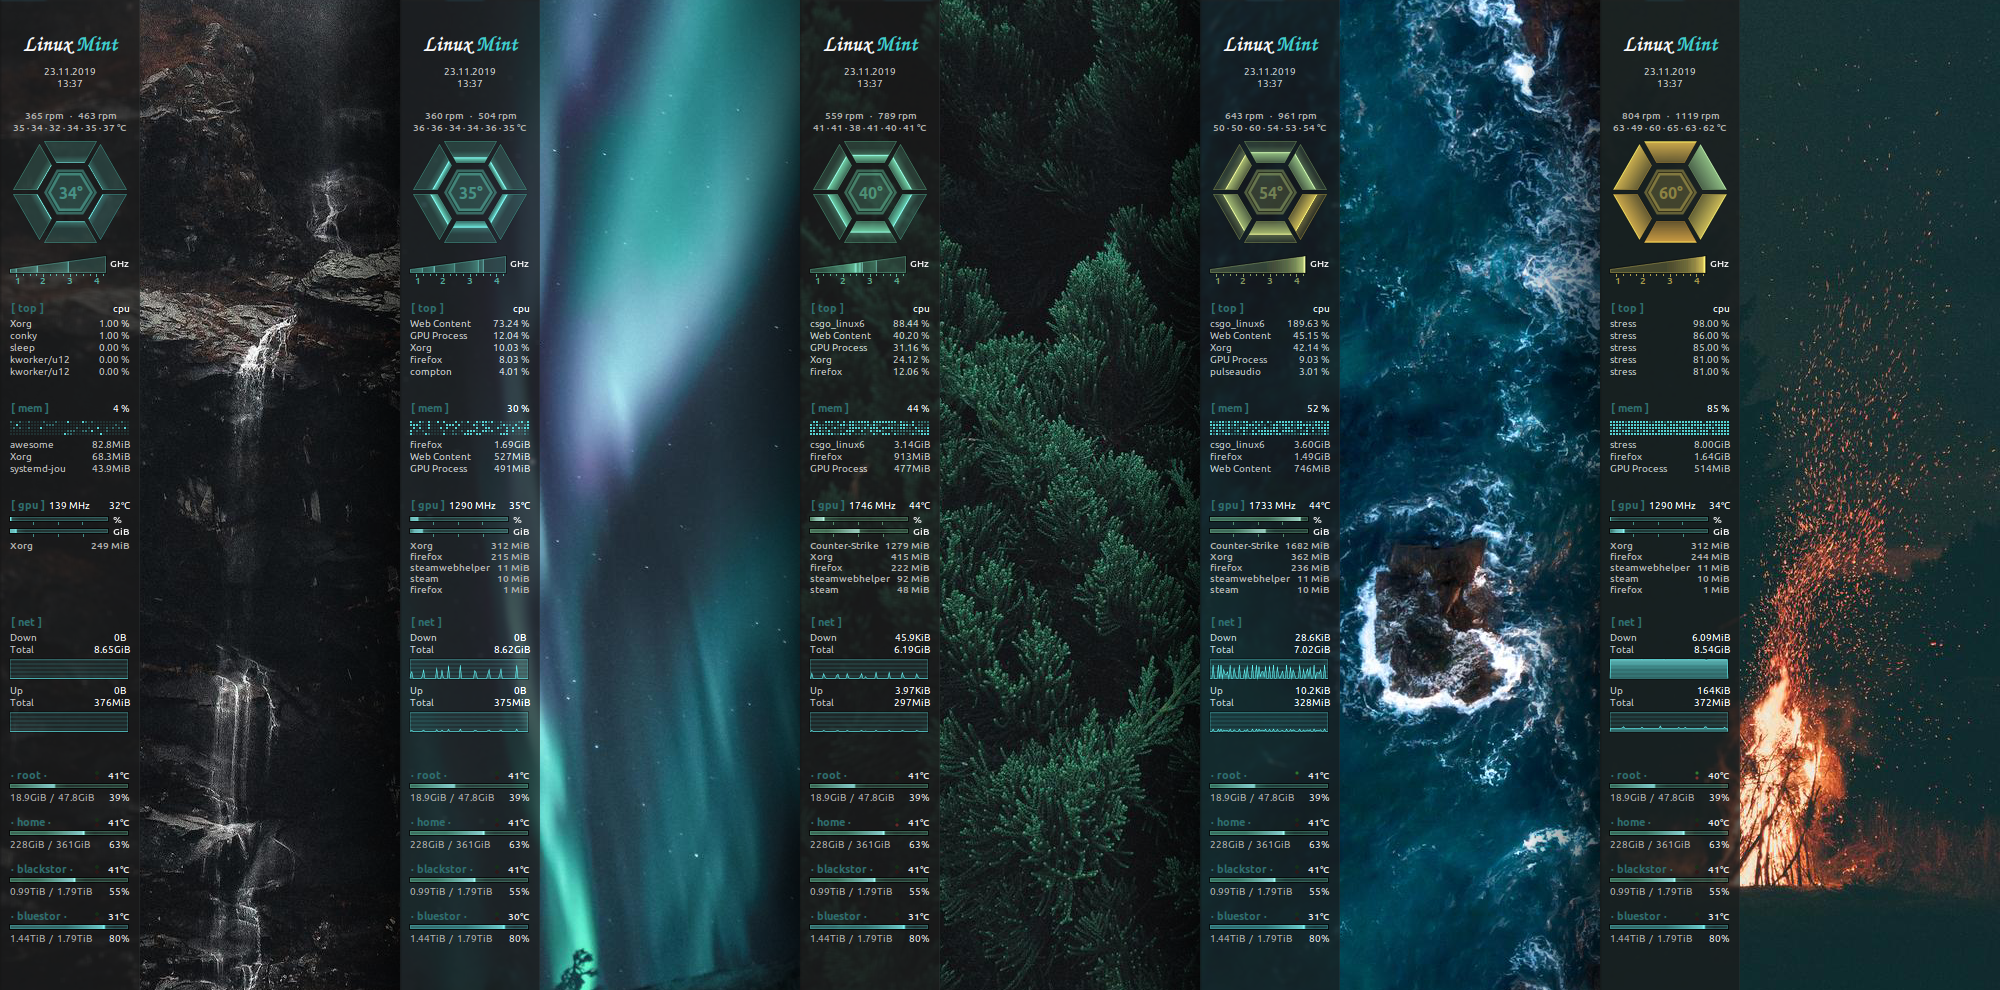 Linux Mint
23.11.2019
13:37
365 rpm · 463 rpm
35·34·32·34·35·37 °C
34°
GHz
1 2 3 4
[ top ] cpu
Xorg 1.00 %
conky 1.00 %
sleep 0.00 %
kworker/u12 0.00 %
kworker/u12 0.00 %
[ mem ] 4 %
awesome 82.8MiB
Xorg 68.3MiB
systemd-jou 43.9MiB
[ gpu ] 139 MHz 32°C
%
GiB
Xorg 249 MiB
[ net ]
Down 0B
Total 8.65GiB
Up 0B
Total 376MiB
· root · 41°C
18.9GiB / 47.8GiB 39%
· home · 41°C
228GiB / 361GiB 63%
· blackstor · 41°C
0.99TiB / 1.79TiB 55%
· bluestor · 31°C
1.44TiB / 1.79TiB 80%
Linux Mint
23.11.2019
13:37
360 rpm · 504 rpm
36·36·34·34·36·35 °C
35°
GHz
1 2 3 4
[ top ] cpu
Web Content 73.24 %
GPU Process 12.04 %
Xorg 10.03 %
firefox 8.03 %
compton 4.01 %
[ mem ] 30 %
firefox 1.69GiB
Web Content 527MiB
GPU Process 491MiB
[ gpu ] 1290 MHz 35°C
%
GiB
Xorg 312 MiB
firefox 215 MiB
steamwebhelper 11 MiB
steam 10 MiB
firefox 1 MiB
[ net ]
Down 0B
Total 8.62GiB
Up 0B
Total 375MiB
· root · 41°C
18.9GiB / 47.8GiB 39%
· home · 41°C
228GiB / 361GiB 63%
· blackstor · 41°C
0.99TiB / 1.79TiB 55%
· bluestor · 30°C
1.44TiB / 1.79TiB 80%
Linux Mint
23.11.2019
13:37
559 rpm · 789 rpm
41·41·38·41·40·41 °C
40°
GHz
1 2 3 4
[ top ] cpu
csgo_linux6 88.44 %
Web Content 40.20 %
GPU Process 31.16 %
Xorg 24.12 %
firefox 12.06 %
[ mem ] 44 %
csgo_linux6 3.14GiB
firefox 913MiB
GPU Process 477MiB
[ gpu ] 1746 MHz 44°C
%
GiB
Counter-Strike 1279 MiB
Xorg 415 MiB
firefox 222 MiB
steamwebhelper 92 MiB
steam 48 MiB
[ net ]
Down 45.9KiB
Total 6.19GiB
Up 3.97KiB
Total 297MiB
· root · 41°C
18.9GiB / 47.8GiB 39%
· home · 41°C
228GiB / 361GiB 63%
· blackstor · 41°C
0.99TiB / 1.79TiB 55%
· bluestor · 31°C
1.44TiB / 1.79TiB 80%
Linux Mint
23.11.2019
13:37
643 rpm · 961 rpm
50·50·60·54·53·54 °C
54°
GHz
1 2 3 4
[ top ] cpu
csgo_linux6 189.63 %
Web Content 45.15 %
Xorg 42.14 %
GPU Process 9.03 %
pulseaudio 3.01 %
[ mem ] 52 %
csgo_linux6 3.60GiB
firefox 1.49GiB
Web Content 746MiB
[ gpu ] 1733 MHz 44°C
%
GiB
Counter-Strike 1682 MiB
Xorg 362 MiB
firefox 236 MiB
steamwebhelper 11 MiB
steam 10 MiB
[ net ]
Down 28.6KiB
Total 7.02GiB
Up 10.2KiB
Total 328MiB
· root · 41°C
18.9GiB / 47.8GiB 39%
· home · 41°C
228GiB / 361GiB 63%
· blackstor · 41°C
0.99TiB / 1.79TiB 55%
· bluestor · 31°C
1.44TiB / 1.79TiB 80%
Linux Mint
23.11.2019
13:37
804 rpm · 1119 rpm
63·49·60·65·63·62 °C
60°
GHz
1 2 3 4
[ top ] cpu
stress 98.00 %
stress 86.00 %
stress 85.00 %
stress 81.00 %
stress 81.00 %
[ mem ] 85 %
stress 8.00GiB
firefox 1.64GiB
GPU Process 514MiB
[ gpu ] 1290 MHz 34°C
%
GiB
Xorg 312 MiB
firefox 244 MiB
steamwebhelper 11 MiB
steam 10 MiB
firefox 1 MiB
[ net ]
Down 6.09MiB
Total 8.54GiB
Up 164KiB
Total 372MiB
· root · 40°C
18.9GiB / 47.8GiB 39%
· home · 40°C
228GiB / 361GiB 63%
· blackstor · 41°C
0.99TiB / 1.79TiB 55%
· bluestor · 31°C
1.44TiB / 1.79TiB 80%